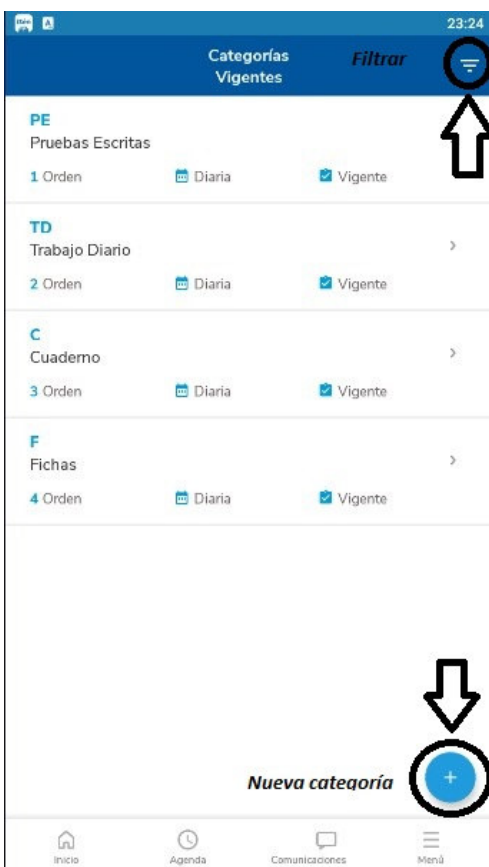 23:24
Categorías
Vigentes
Filtrar
PE
Pruebas Escritas
1 Orden Diaria Vigente
TD
Trabajo Diario
2 Orden Diaria Vigente
C
Cuaderno
3 Orden Diaria Vigente
F
Fichas
4 Orden Diaria Vigente
Nueva categoría
+
Inicio Agenda Comunicaciones Menú